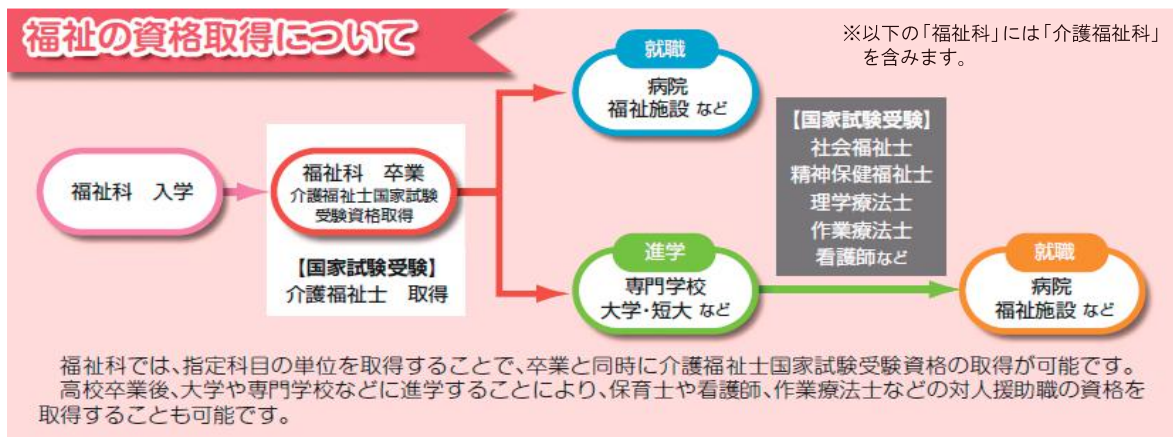 福祉の資格取得について
※以下の「福祉科」には「介護福祉科」
を含みます。
福祉科 入学
福祉科 卒業
介護福祉士国家試験
受験資格取得
【国家試験受験】
介護福祉士 取得
就職
病院
福祉施設 など
進学
専門学校
大学・短大 など
【国家試験受験】
社会福祉士
精神保健福祉士
理学療法士
作業療法士
看護師など
就職
病院
福祉施設 など
福祉科では、指定科目の単位を取得することで、卒業と同時に介護福祉士国家試験受験資格の取得が可能です。
高校卒業後、大学や専門学校などに進学することにより、保育士や看護師、作業療法士などの対人援助職の資格を
取得することも可能です。